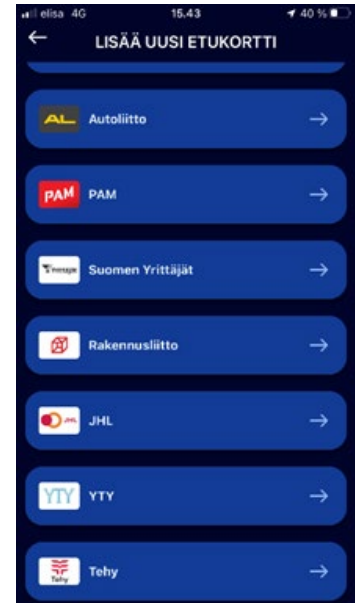 elisa 4G 15.43 40 %
LISÄÄ UUSI ETUKORTTI
AL Autoliitto
PAM PAM
Suomen Yrittäjät
Rakennusliitto
JHL JHL
YTY YTY
Tehy Tehy